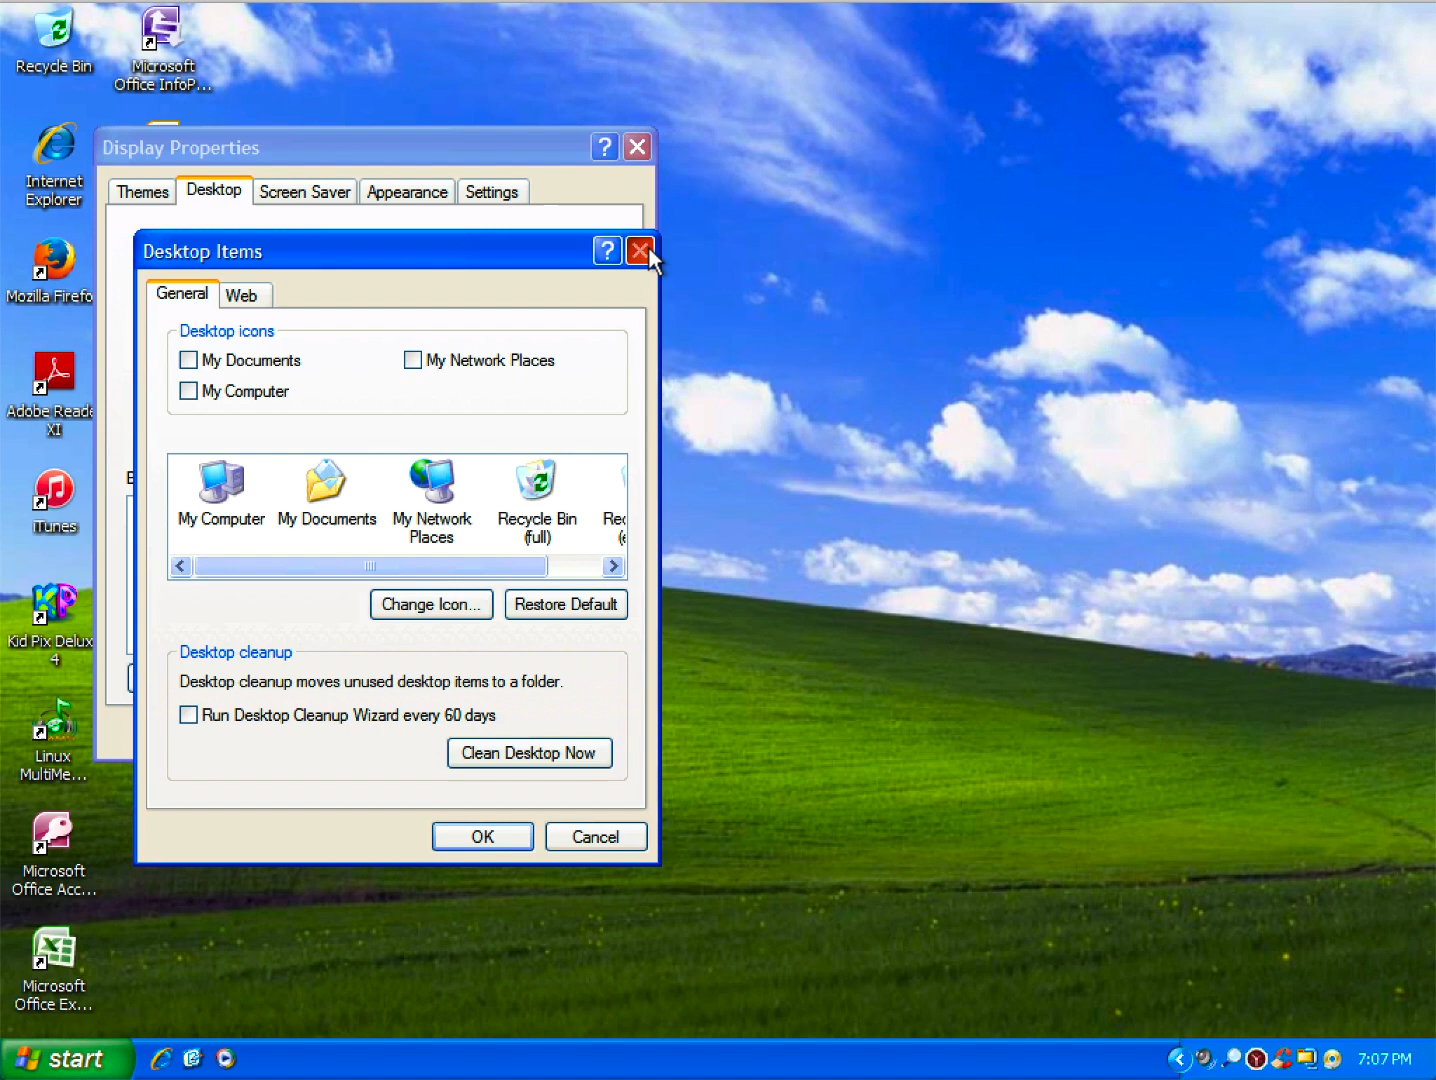 Recycle Bin
Microsoft
Office InfoP...
Internet
Explorer
Mozilla Firefo
Adobe Reade
XI
iTunes
Kid Pix Delux
4
Linux
MultiMe...
Microsoft
Office Acc...
Microsoft
Office Ex...
Display Properties
Themes Desktop Screen Saver Appearance Settings
Desktop Items
General Web
Desktop icons
My Documents My Network Places
My Computer
My Computer My Documents My Network Recycle Bin Rec
Places (full) (e
Change Icon... Restore Default
Desktop cleanup
Desktop cleanup moves unused desktop items to a folder.
Run Desktop Cleanup Wizard every 60 days
Clean Desktop Now
OK Cancel
start 7:07 PM